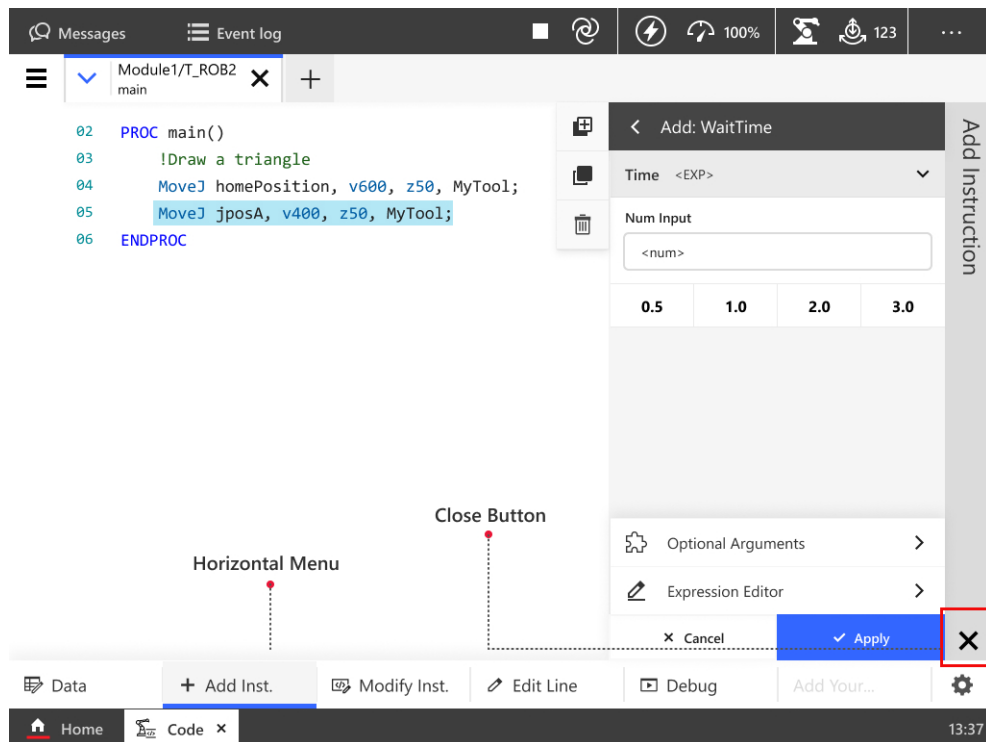 Messages
Event log
100%
123
...
Module1/T_ROB2
main
02 PROC main()
03 !Draw a triangle
04 MoveJ homePosition, v600, z50, MyTool;
05 MoveJ jposA, v400, z50, MyTool;
06 ENDPROC
Add: WaitTime
Time <EXP>
Num Input
<num>
0.5 1.0 2.0 3.0
Add Instruction
Close Button
Horizontal Menu
Optional Arguments
Expression Editor
Cancel
Apply
Data
Add Inst.
Modify Inst.
Edit Line
Debug
Add Your...
Home
Code
13:37